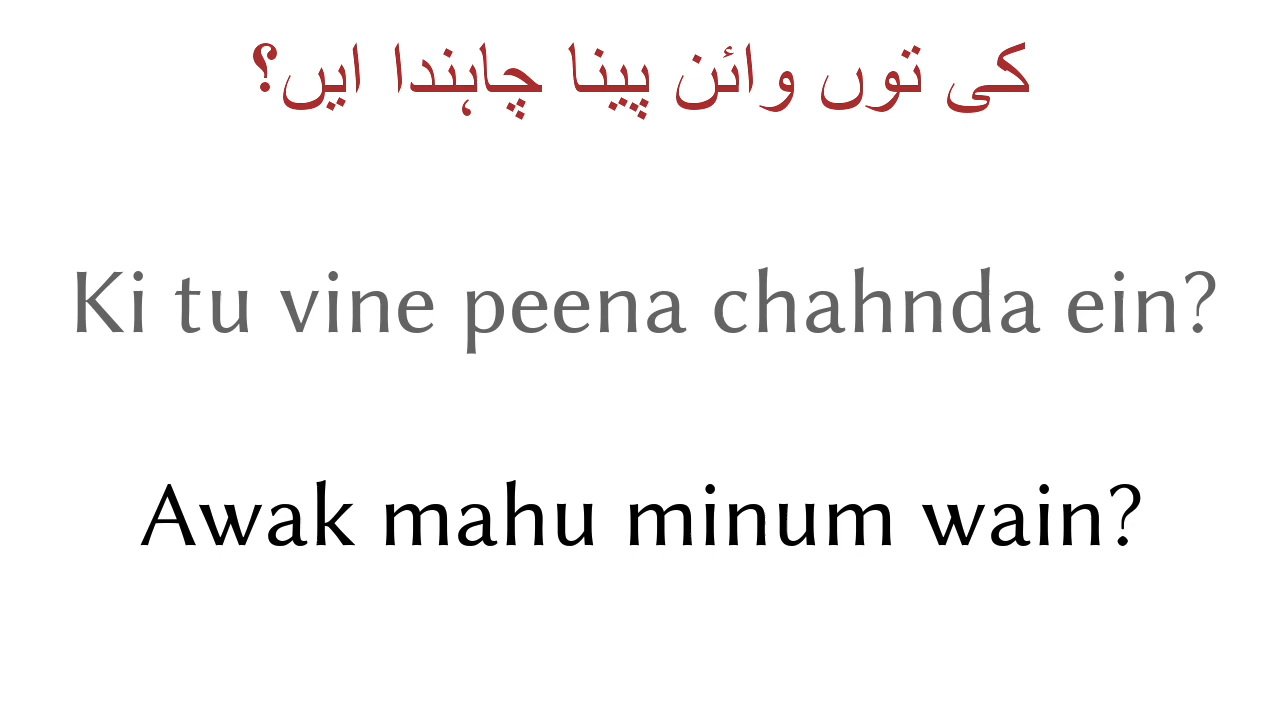 کی توں وائن پینا چاہندا ایں؟
Ki tu vine peena chahnda ein?
Awak mahu minum wain?